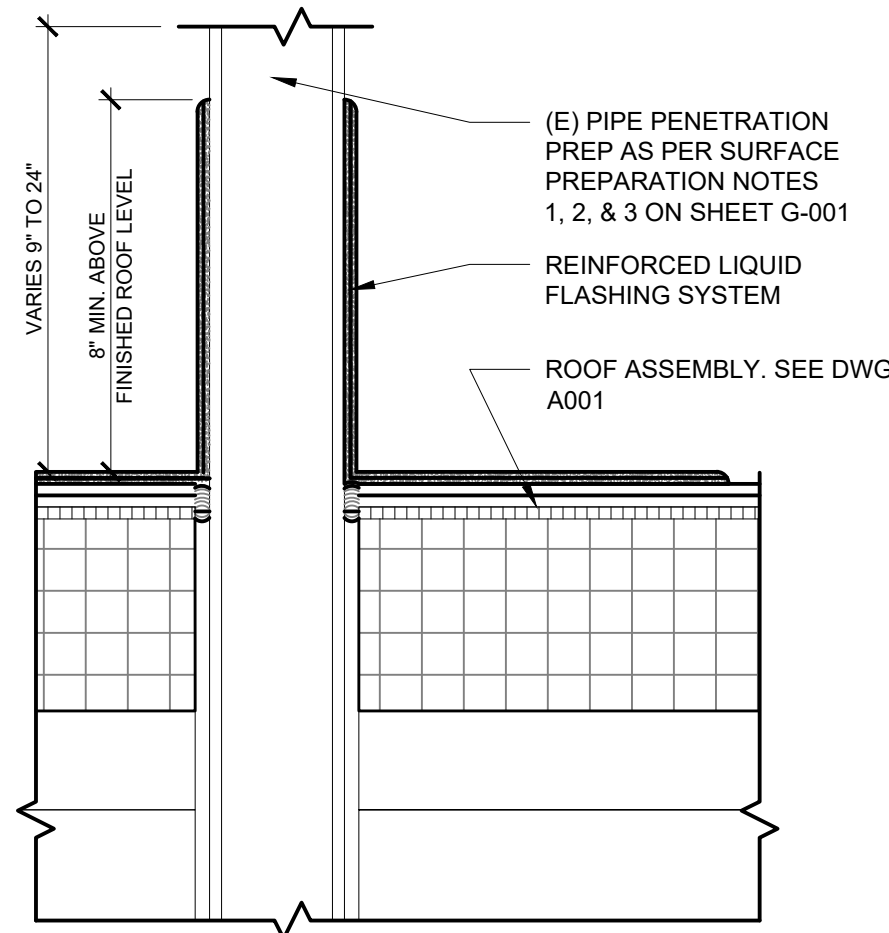 VARIES 9" TO 24"
8" MIN. ABOVE
FINISHED ROOF LEVEL
(E) PIPE PENETRATION
PREP AS PER SURFACE
PREPARATION NOTES
1, 2, & 3 ON SHEET G-001
REINFORCED LIQUID
FLASHING SYSTEM
ROOF ASSEMBLY. SEE DWG
A001